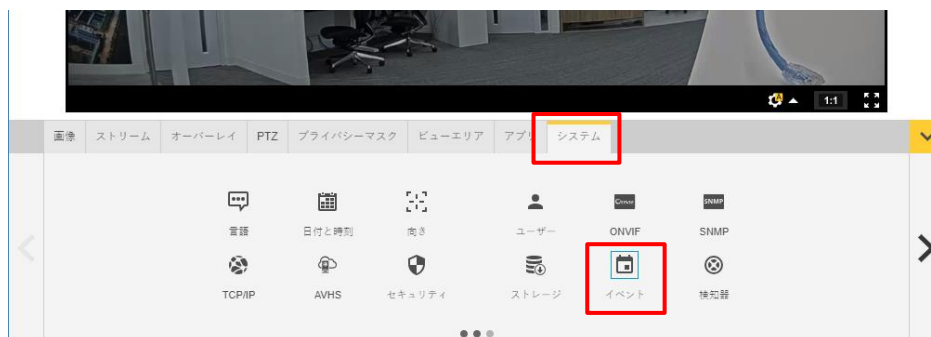 1:1
画像 ストリーム オーバーレイ PTZ プライバシーマスク ビューエリア アプリ システム
ONVIF SNMP
言語 日付と時刻 向き ユーザー ONVIF SNMP
TCP/IP AVHS セキュリティ ストレージ イベント 検知器